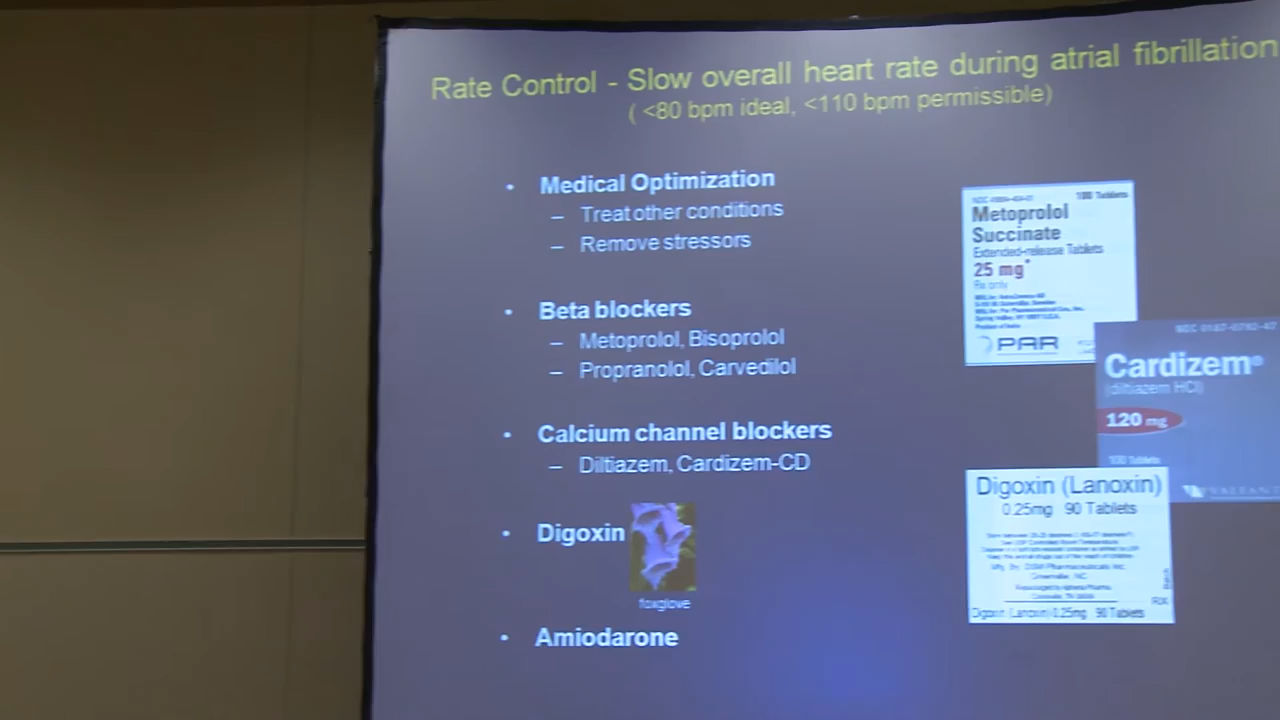 Rate Control - Slow overall heart rate during atrial fibrillation
( <80 bpm ideal, <110 bpm permissible)
• Medical Optimization
– Treat other conditions
– Remove stressors
• Beta blockers
– Metoprolol, Bisoprolol
– Propranolol, Carvedilol
• Calcium channel blockers
– Diltiazem, Cardizem-CD
• Digoxin
foxglove
• Amiodarone
100 Tablets
Metoprolol
Succinate
Extended-release Tablets
25 mg*
Rx only
PAR
Cardizem®
(diltiazem HCl)
120 mg
100 Tablets
VALEANT
Digoxin (Lanoxin)
0.25mg 90 Tablets
Greenville, NC
Digoxin (Lanoxin) 0.25mg 90 Tablets